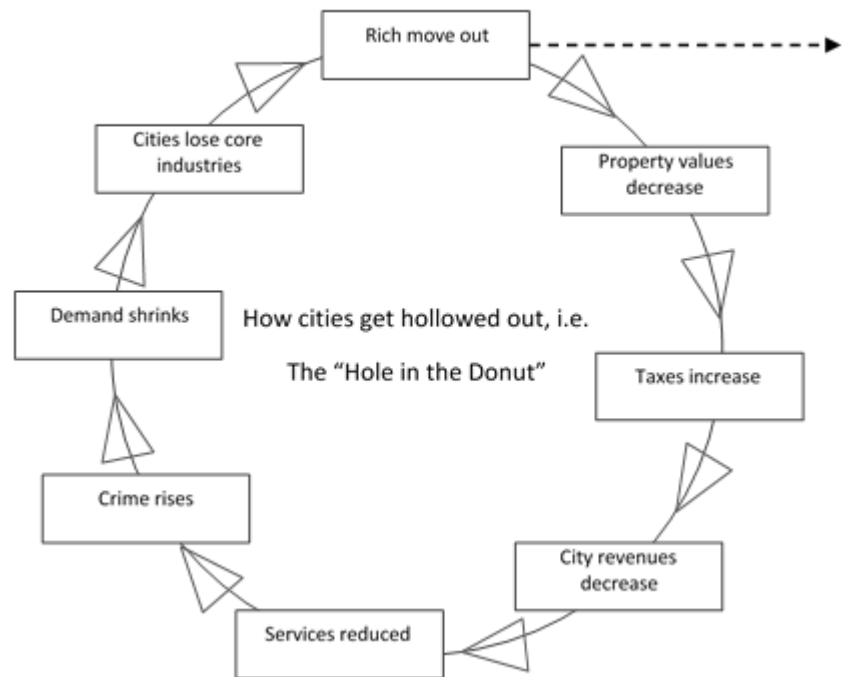 Rich move out
Cities lose core
industries
Property values
decrease
Demand shrinks
How cities get hollowed out, i.e.
The “Hole in the Donut”
Taxes increase
Crime rises
City revenues
decrease
Services reduced